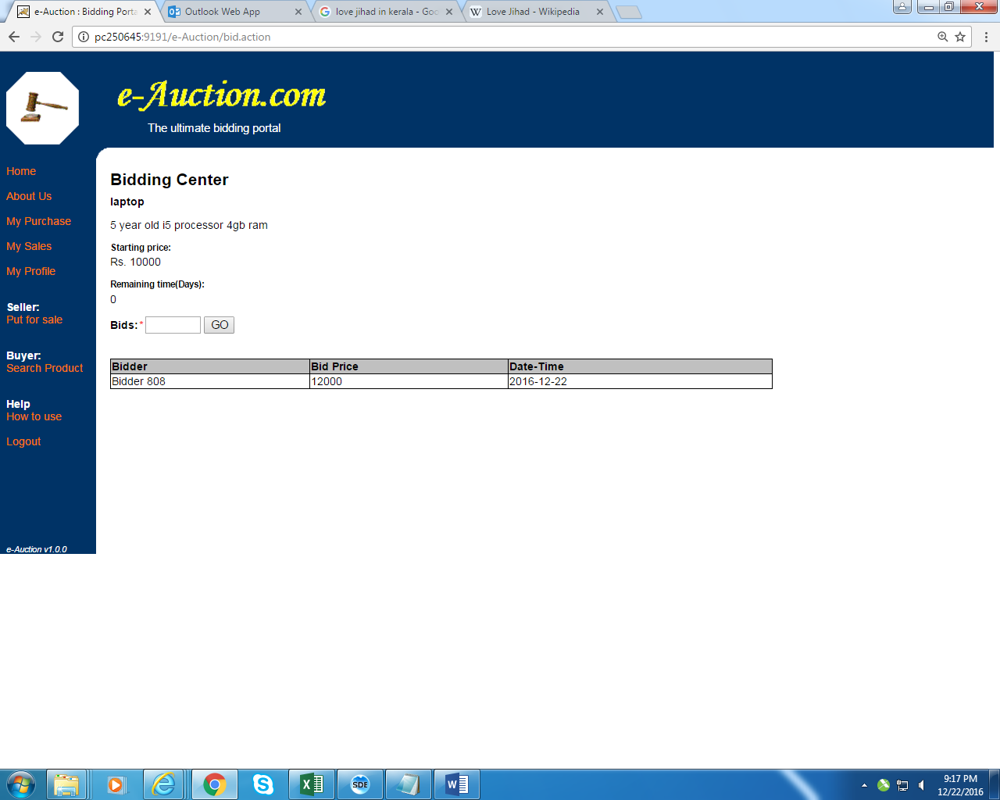 e-Auction : Bidding Porta
Outlook Web App
love jihad in kerala - Goo
Love Jihad - Wikipedia
pc250645:9191/e-Auction/bid.action
e-Auction.com
The ultimate bidding portal
Home
About Us
My Purchase
My Sales
My Profile
Seller:
Put for sale
Buyer:
Search Product
Help
How to use
Logout
e-Auction v1.0.0
Bidding Center
laptop
5 year old i5 processor 4gb ram
Starting price:
Rs. 10000
Remaining time(Days):
0
Bids:* GO
Bidder Bid Price Date-Time
Bidder 808 12000 2016-12-22
SDE
9:17 PM
12/22/2016